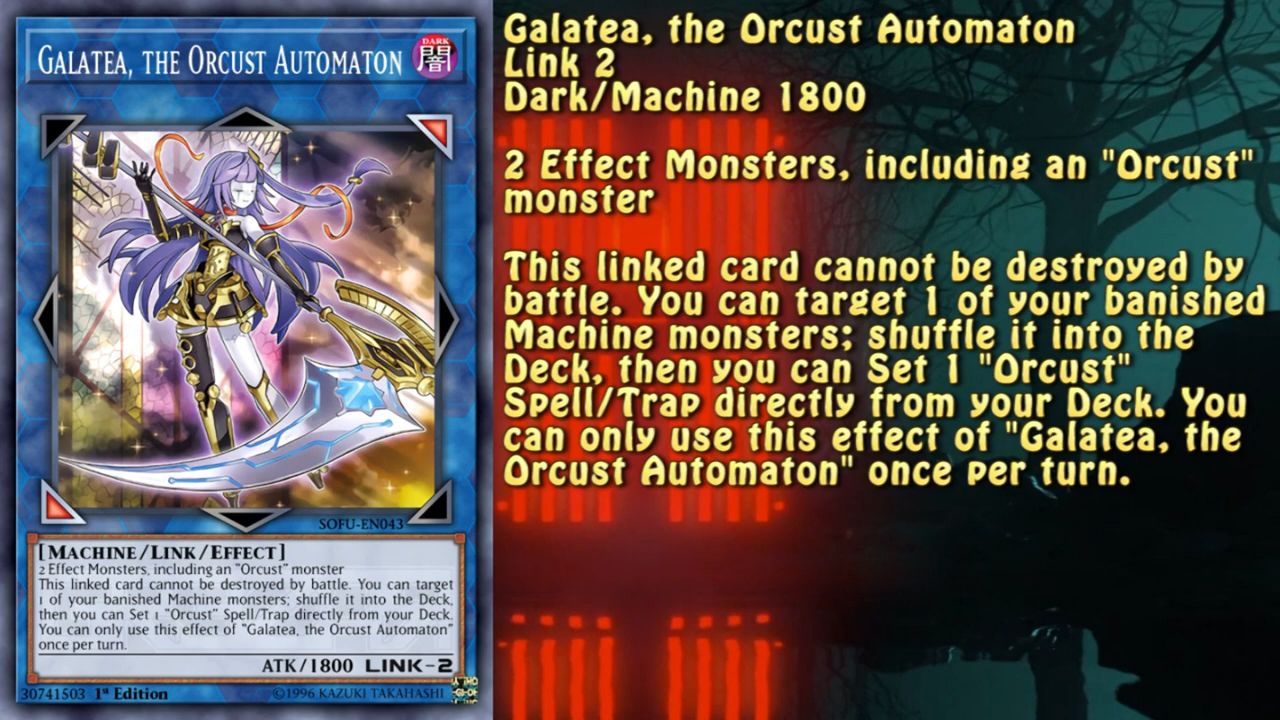 GALATEA, THE ORCUST AUTOMATON
DARK
闇
SOFU-EN043
[MACHINE/LINK/EFFECT]
2 Effect Monsters, including an "Orcust" monster
This linked card cannot be destroyed by battle. You can target
1 of your banished Machine monsters; shuffle it into the Deck,
then you can Set 1 "Orcust" Spell/Trap directly from your Deck.
You can only use this effect of "Galatea, the Orcust Automaton"
once per turn.
ATK/1800 LINK-2
30741503 1st Edition
©1996 KAZUKI TAKAHASHI
Galatea, the Orcust Automaton
Link 2
Dark/Machine 1800
2 Effect Monsters, including an "Orcust"
monster
This linked card cannot be destroyed by
battle. You can target 1 of your banished
Machine monsters; shuffle it into the
Deck, then you can Set 1 "Orcust"
Spell/Trap directly from your Deck. You
can only use this effect of "Galatea, the
Orcust Automaton" once per turn.